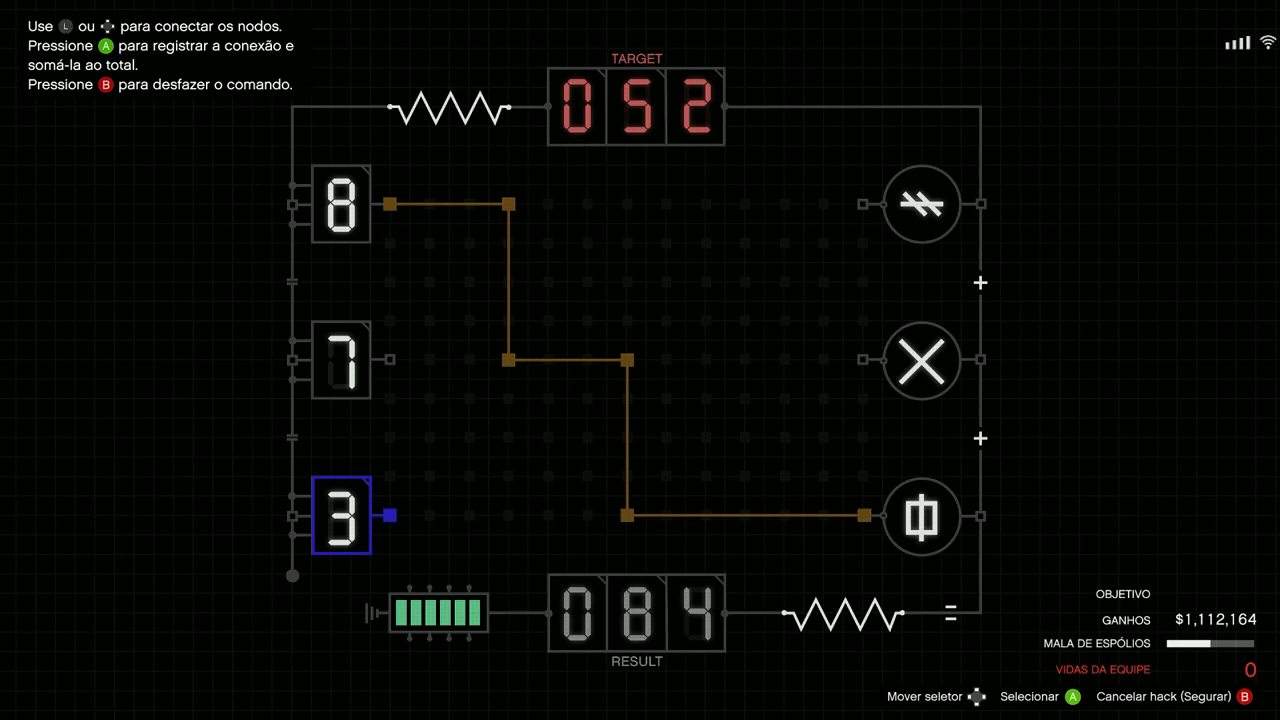 Use L ou para conectar os nodos.
Pressione A para registrar a conexão e
somá-la ao total.
Pressione B para desfazer o comando.
TARGET
052
8
7
3
084
RESULT
OBJETIVO
GANHOS $1,112,164
MALA DE ESPÓLIOS
VIDAS DA EQUIPE 0
Mover seletor Selecionar A Cancelar hack (Segurar) B